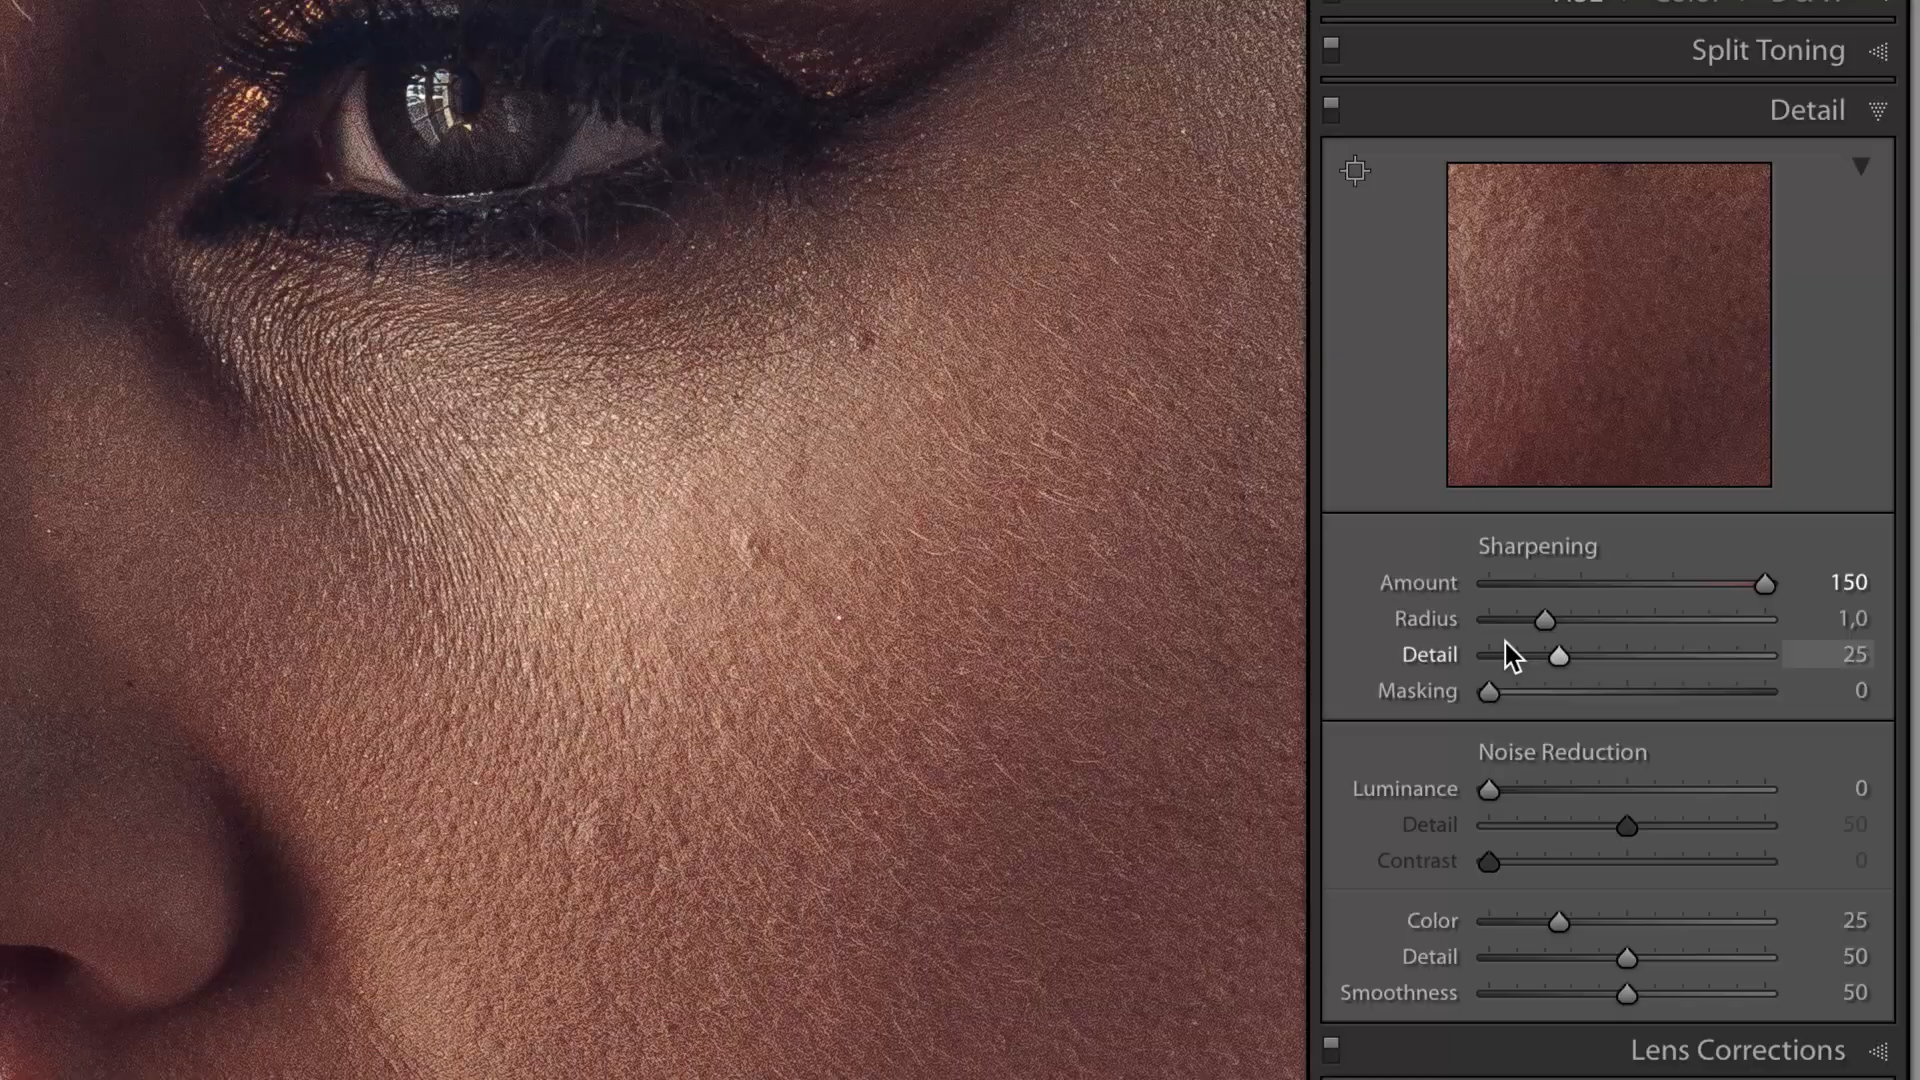 Split Toning
Detail
Sharpening
Amount 150
Radius 1,0
Detail 25
Masking 0
Noise Reduction
Luminance 0
Detail 50
Contrast 0
Color 25
Detail 50
Smoothness 50
Lens Corrections